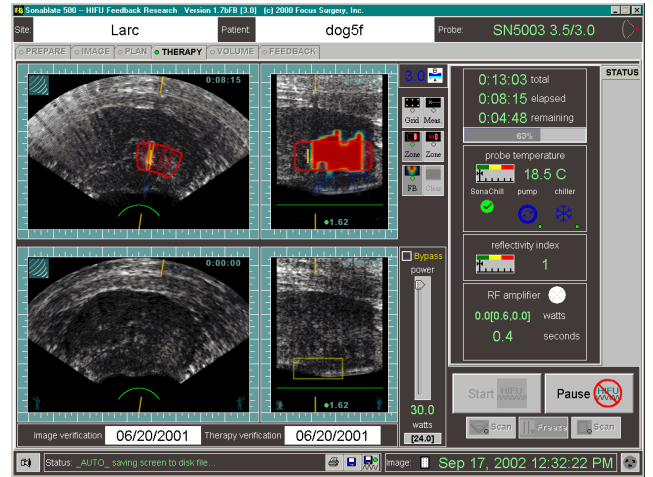 Sonablate 500 -- HIFU Feedback Research Version 1.7bFB [3.0] (c) 2000 Focus Surgery, Inc.
Site: Larc Patient: dog5f Probe: SN5003 3.5/3.0
PREPARE IMAGE PLAN THERAPY VOLUME FEEDBACK
STATUS
0:08:15
1.62
3.0
Grid Meas.
Zone Zone
FB Clear
0:13:03 total
0:08:15 elapsed
0:04:48 remaining
63%
probe temperature
18.5 C
SonaChill pump chiller
reflectivity index
1
RF amplifier
0.0[0.6,0.0] watts
0.4 seconds
0:00:00
1.62
Bypass
power
30.0
watts
[24.0]
Start HIFU
Pause HIFU
Scan Freeze Scan
Image verification 06/20/2001 Therapy verification 06/20/2001
Status: _AUTO_ saving screen to disk file... Image: Sep 17, 2002 12:32:22 PM